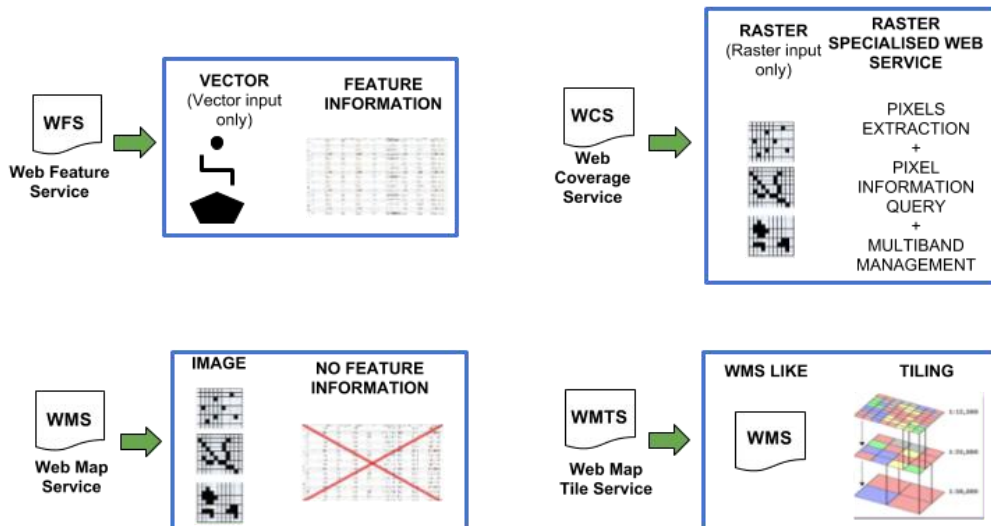 WFS
Web Feature
Service
VECTOR
(Vector input
only)
FEATURE
INFORMATION
WCS
Web
Coverage
Service
RASTER
(Raster input
only)
RASTER
SPECIALISED WEB
SERVICE
PIXELS
EXTRACTION
+
PIXEL
INFORMATION
QUERY
+
MULTIBAND
MANAGEMENT
WMS
Web Map
Service
IMAGE
NO FEATURE
INFORMATION
WMTS
Web Map
Tile Service
WMS LIKE
WMS
TILING